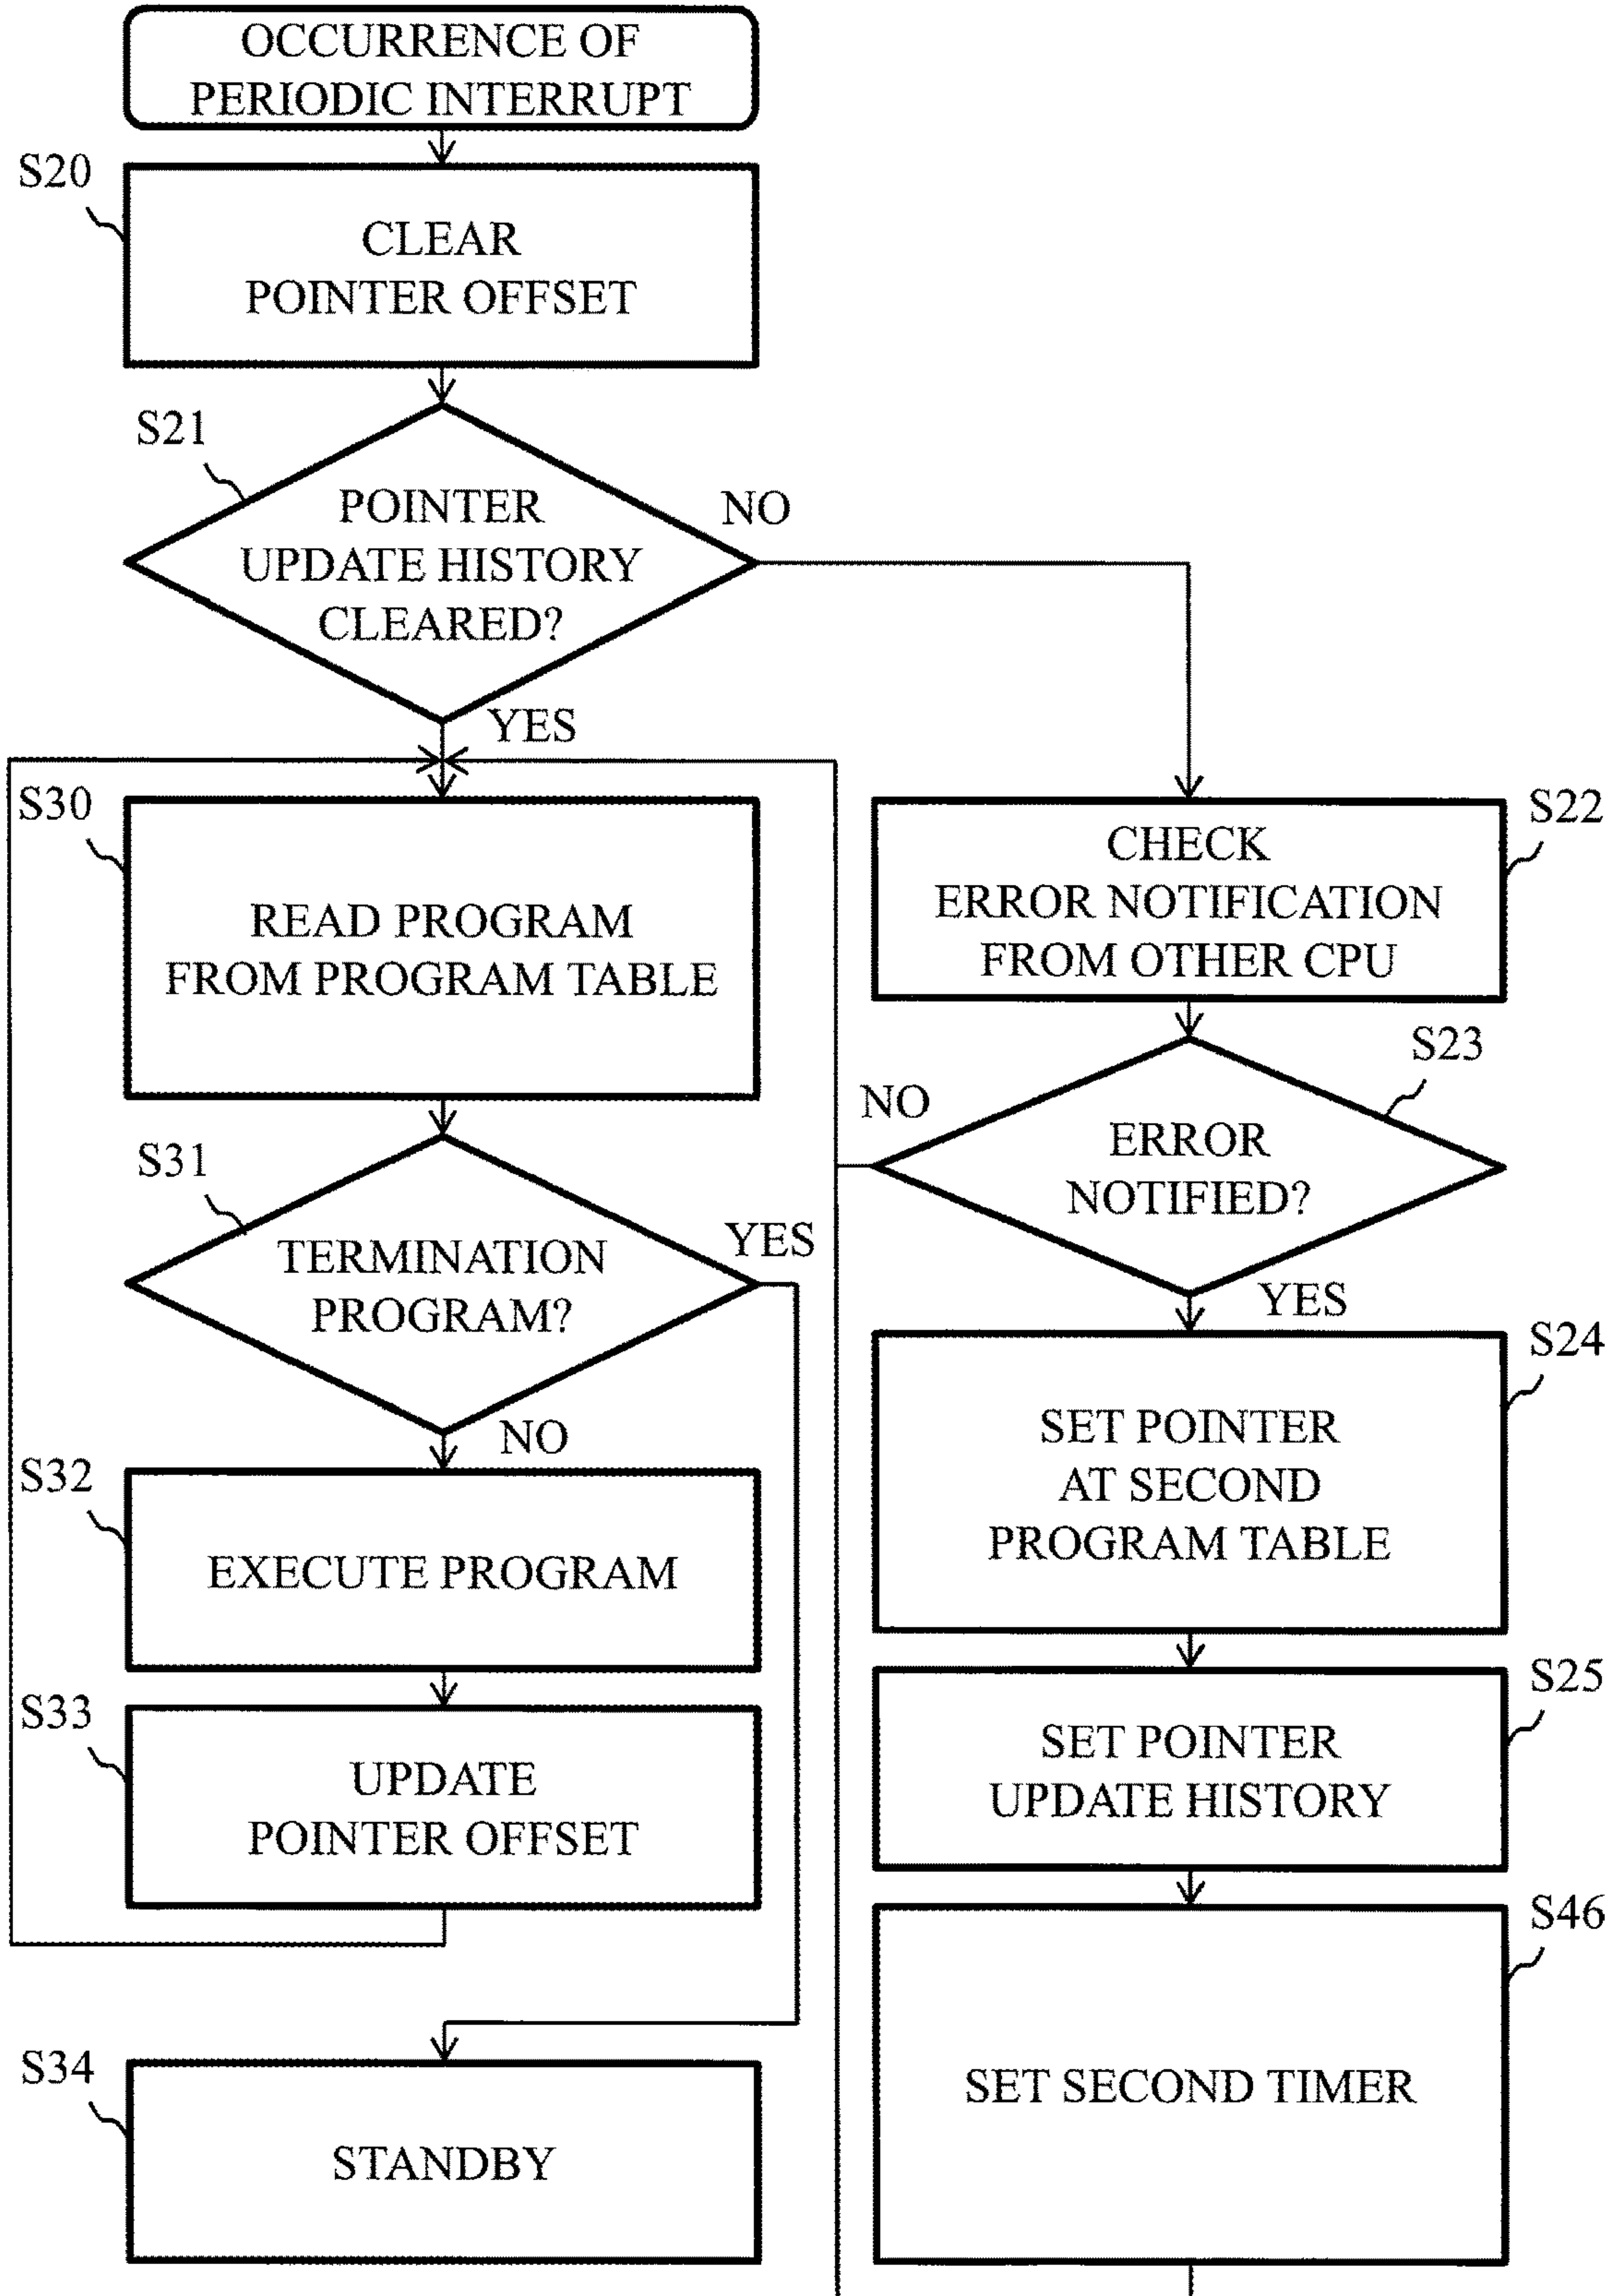 OCCURRENCE OF
PERIODIC INTERRUPT
S20
CLEAR
POINTER OFFSET
S21
POINTER
UPDATE HISTORY
CLEARED?
NO
YES
S30
READ PROGRAM
FROM PROGRAM TABLE
S31
TERMINATION
PROGRAM?
YES
NO
S32
EXECUTE PROGRAM
S33
UPDATE
POINTER OFFSET
S34
STANDBY
S22
CHECK
ERROR NOTIFICATION
FROM OTHER CPU
S23
NO
ERROR
NOTIFIED?
YES
S24
SET POINTER
AT SECOND
PROGRAM TABLE
S25
SET POINTER
UPDATE HISTORY
S46
SET SECOND TIMER